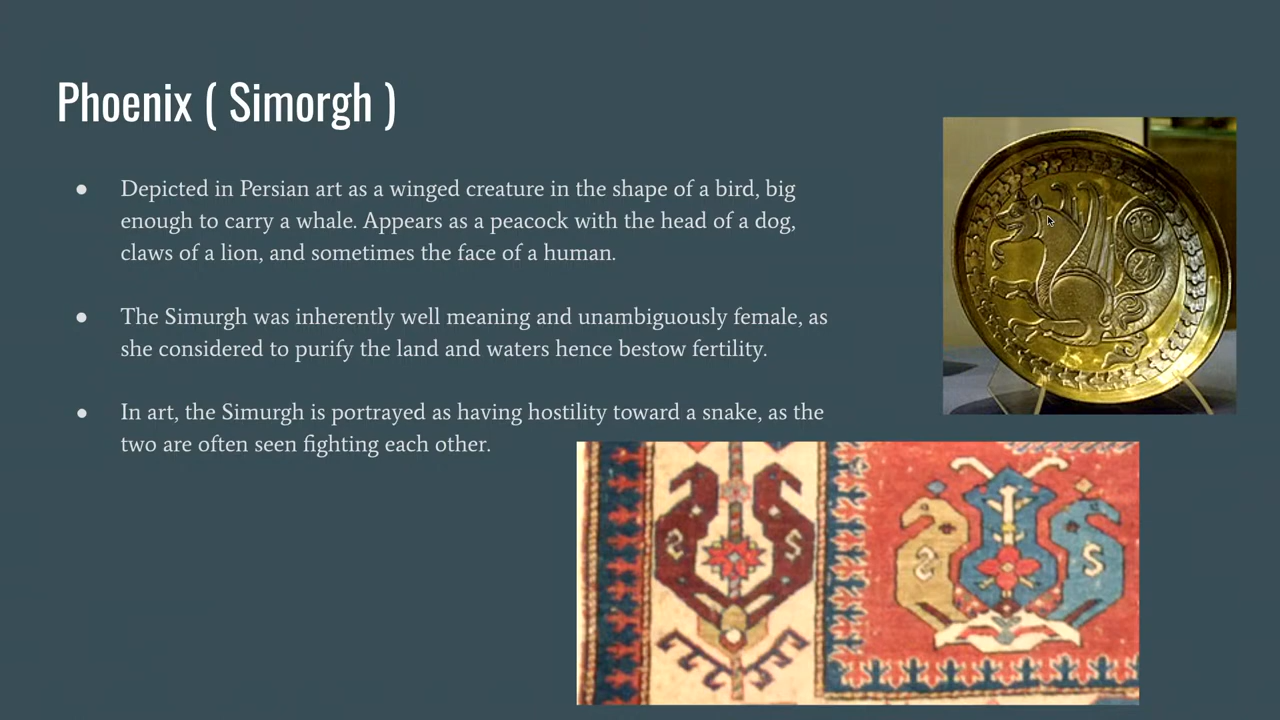 Phoenix ( Simorgh )
● Depicted in Persian art as a winged creature in the shape of a bird, big
enough to carry a whale. Appears as a peacock with the head of a dog,
claws of a lion, and sometimes the face of a human.
● The Simurgh was inherently well meaning and unambiguously female, as
she considered to purify the land and waters hence bestow fertility.
● In art, the Simurgh is portrayed as having hostility toward a snake, as the
two are often seen fighting each other.